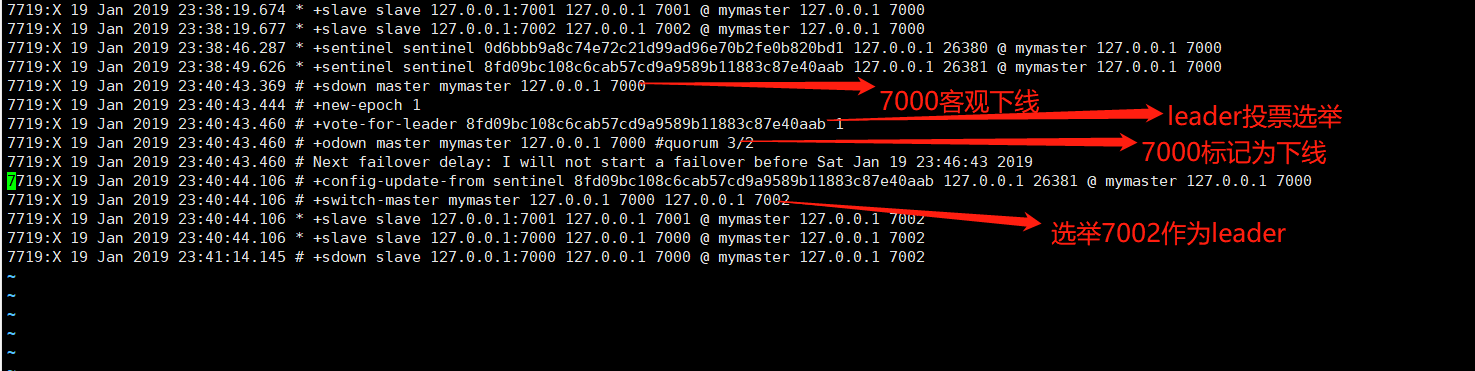 7719:X 19 Jan 2019 23:38:19.674 * +slave slave 127.0.0.1:7001 127.0.0.1 7001 @ mymaster 127.0.0.1 7000
7719:X 19 Jan 2019 23:38:19.677 * +slave slave 127.0.0.1:7002 127.0.0.1 7002 @ mymaster 127.0.0.1 7000
7719:X 19 Jan 2019 23:38:46.287 * +sentinel sentinel 0d6bbb9a8c74e72c21d99ad96e70b2fe0b820bd1 127.0.0.1 26380 @ mymaster 127.0.0.1 7000
7719:X 19 Jan 2019 23:38:49.626 * +sentinel sentinel 8fd09bc108c6cab57cd9a9589b11883c87e40aab 127.0.0.1 26381 @ mymaster 127.0.0.1 7000
7719:X 19 Jan 2019 23:40:43.369 # +sdown master mymaster 127.0.0.1 7000
7000客观下线
7719:X 19 Jan 2019 23:40:43.444 # +new-epoch 1
7719:X 19 Jan 2019 23:40:43.460 # +vote-for-leader 8fd09bc108c6cab57cd9a9589b11883c87e40aab 1
leader投票选举
7719:X 19 Jan 2019 23:40:43.460 # +odown master mymaster 127.0.0.1 7000 #quorum 3/2
7000标记为下线
7719:X 19 Jan 2019 23:40:43.460 # Next failover delay: I will not start a failover before Sat Jan 19 23:46:43 2019
7719:X 19 Jan 2019 23:40:44.106 # +config-update-from sentinel 8fd09bc108c6cab57cd9a9589b11883c87e40aab 127.0.0.1 26381 @ mymaster 127.0.0.1 7000
7719:X 19 Jan 2019 23:40:44.106 # +switch-master mymaster 127.0.0.1 7000 127.0.0.1 7002
7719:X 19 Jan 2019 23:40:44.106 * +slave slave 127.0.0.1:7001 127.0.0.1 7001 @ mymaster 127.0.0.1 7002
选举7002作为leader
7719:X 19 Jan 2019 23:40:44.106 * +slave slave 127.0.0.1:7000 127.0.0.1 7000 @ mymaster 127.0.0.1 7002
7719:X 19 Jan 2019 23:41:14.145 # +sdown slave 127.0.0.1:7000 127.0.0.1 7000 @ mymaster 127.0.0.1 7002
~
~
~
~
~
~